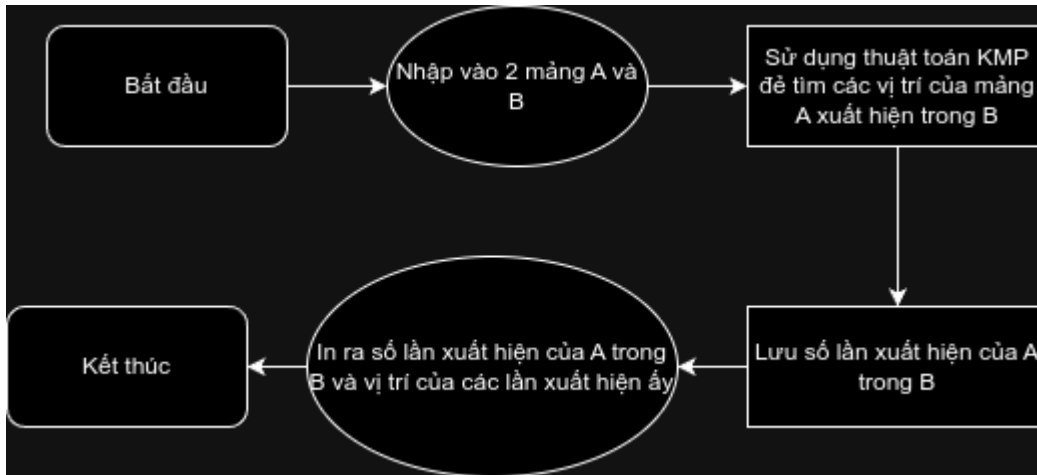 Bắt đầu
Nhập vào 2 mảng A và
B
Sử dụng thuật toán KMP
đẻ tìm các vị trí của mảng
A xuất hiện trong B
Lưu số lần xuất hiện của A
trong B
In ra số lần xuất hiện của A trong
B và vị trí của các lần xuất hiện ấy
Kết thúc